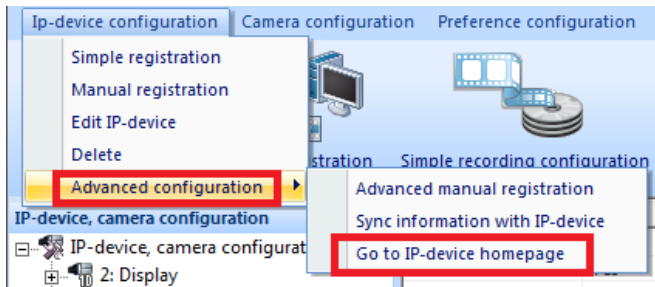 Ip-device configuration Camera configuration Preference configuration
Simple registration
Manual registration
Edit IP-device
Delete
stration Simple recording configuration
Advanced configuration
Advanced manual registration
IP-device, camera configuration
Sync information with IP-device
IP-device, camera configurat
Go to IP-device homepage
2: Display